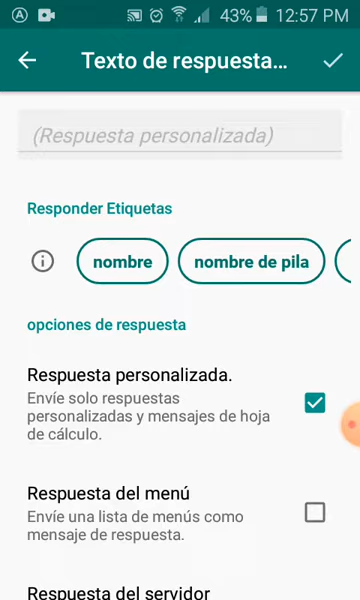 43% 12:57 PM
Texto de respuesta...
(Respuesta personalizada)
Responder Etiquetas
nombre nombre de pila
opciones de respuesta
Respuesta personalizada.
Envíe solo respuestas
personalizadas y mensajes de hoja
de cálculo.
Respuesta del menú
Envíe una lista de menús como
mensaje de respuesta.
Respuesta del servidor